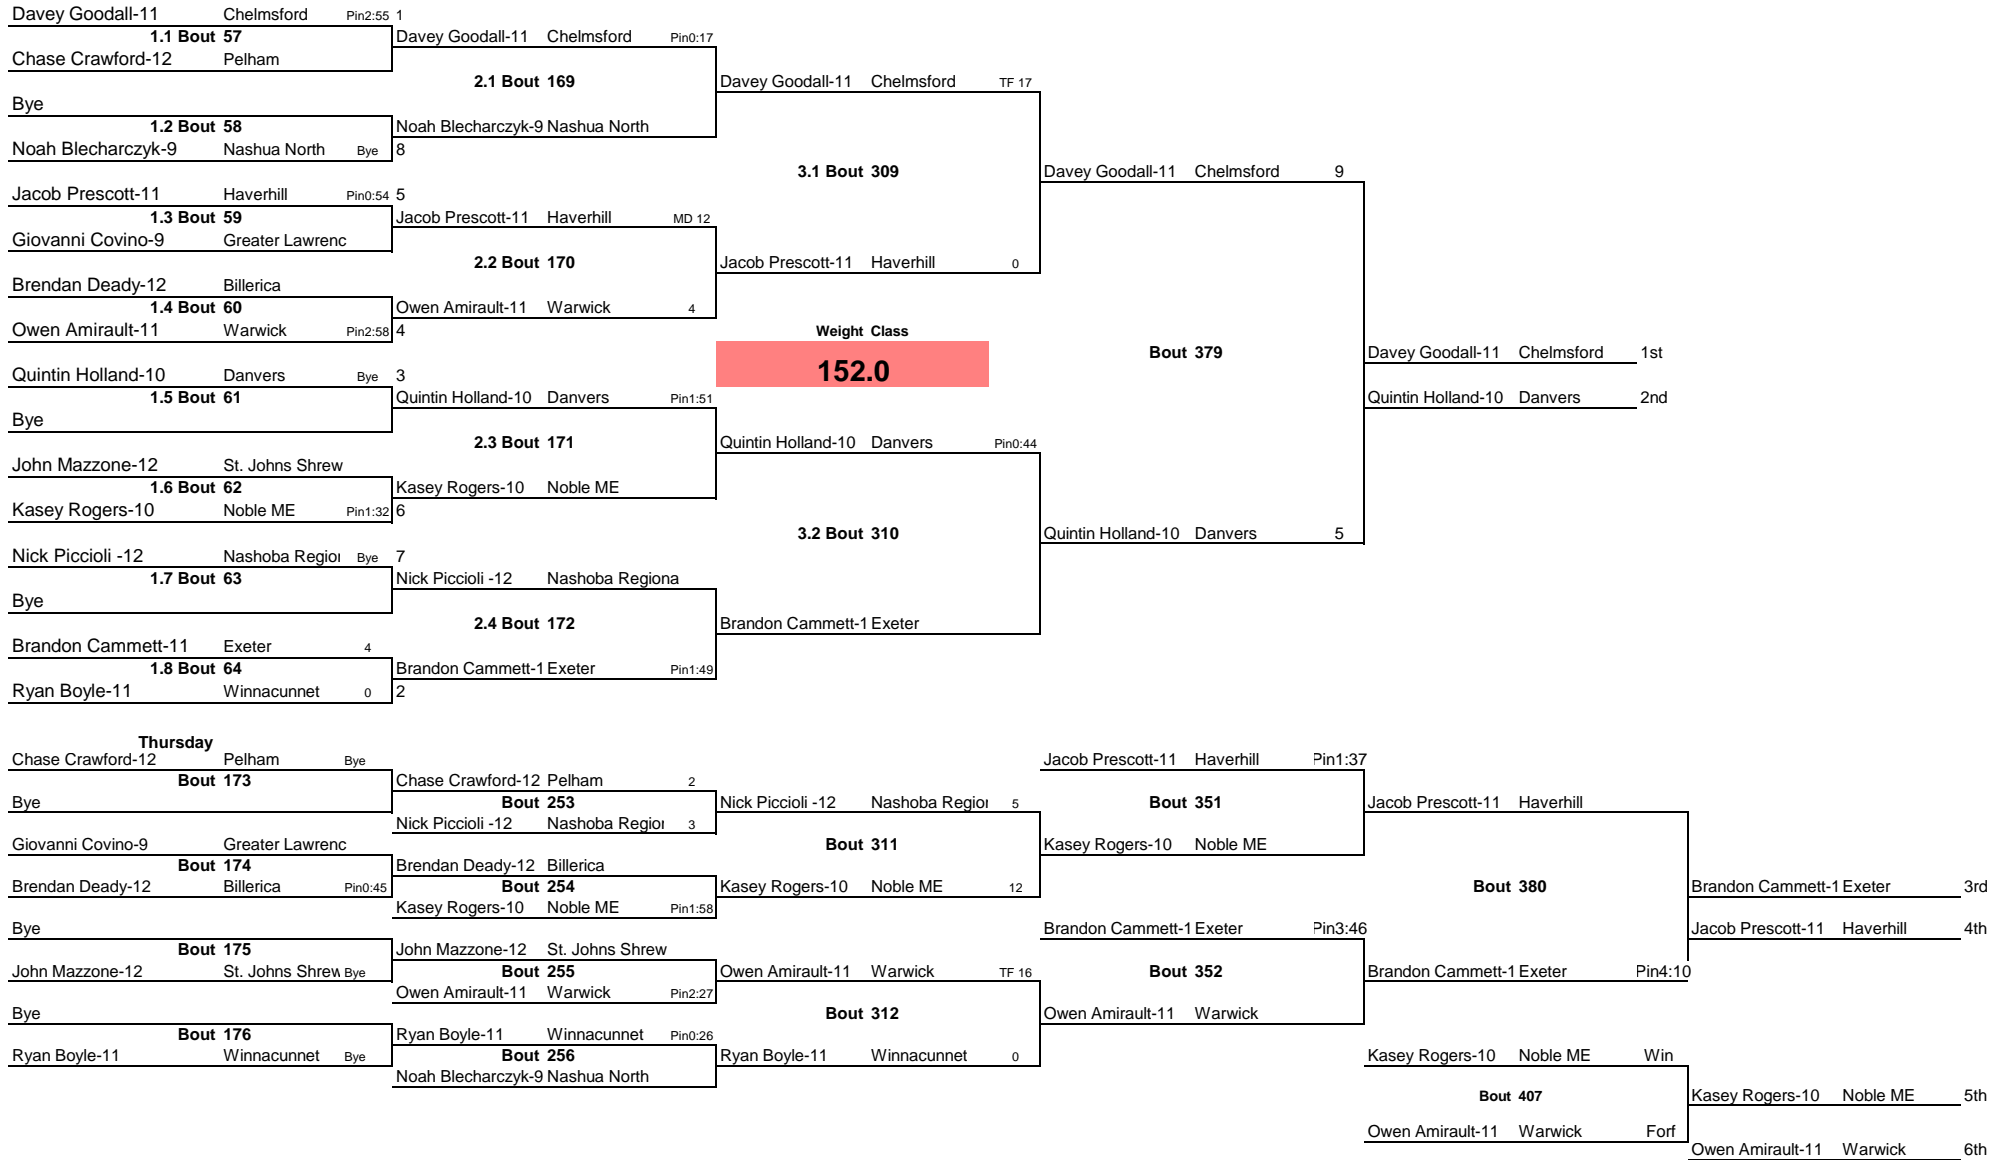 Davey Goodall-11 Chelmsford Pin2:55 1
1.1 Bout 57 Davey Goodall-11 Chelmsford Pin0:17
Chase Crawford-12 Pelham
2.1 Bout 169 Davey Goodall-11 Chelmsford TF 17
Bye
1.2 Bout 58 Noah Blecharczyk-9 Nashua North
Noah Blecharczyk-9 Nashua North Bye 8
3.1 Bout 309 Davey Goodall-11 Chelmsford 9
Jacob Prescott-11 Haverhill Pin0:54 5
1.3 Bout 59 Jacob Prescott-11 Haverhill MD 12
Giovanni Covino-9 Greater Lawrenc
2.2 Bout 170 Jacob Prescott-11 Haverhill 0
Brendan Deady-12 Billerica
1.4 Bout 60 Owen Amirault-11 Warwick 4
Owen Amirault-11 Warwick Pin2:58 4 Weight Class
Bout 379 Davey Goodall-11 Chelmsford 1st
Quintin Holland-10 Danvers Bye 3 152.0
1.5 Bout 61 Quintin Holland-10 Danvers Pin1:51 Quintin Holland-10 Danvers 2nd
Bye
2.3 Bout 171 Quintin Holland-10 Danvers Pin0:44
John Mazzone-12 St. Johns Shrew
1.6 Bout 62 Kasey Rogers-10 Noble ME
Kasey Rogers-10 Noble ME Pin1:32 6
3.2 Bout 310 Quintin Holland-10 Danvers 5
Nick Piccioli -12 Nashoba Regior Bye 7
1.7 Bout 63 Nick Piccioli -12 Nashoba Regiona
Bye
2.4 Bout 172 Brandon Cammett-1 Exeter
Brandon Cammett-11 Exeter 4
1.8 Bout 64 Brandon Cammett-1 Exeter Pin1:49
Ryan Boyle-11 Winnacunnet 0 2
Thursday
Chase Crawford-12 Pelham Bye Jacob Prescott-11 Haverhill Pin1:37
Bout 173 Chase Crawford-12 Pelham 2
Bye Bout 253 Nick Piccioli -12 Nashoba Regior 5 Bout 351 Jacob Prescott-11 Haverhill
Nick Piccioli -12 Nashoba Regior 3
Giovanni Covino-9 Greater Lawrenc Bout 311 Kasey Rogers-10 Noble ME
Bout 174 Brendan Deady-12 Billerica
Brendan Deady-12 Billerica Pin0:45 Bout 254 Kasey Rogers-10 Noble ME 12 Bout 380 Brandon Cammett-1 Exeter 3rd
Kasey Rogers-10 Noble ME Pin1:58
Bye Brandon Cammett-1 Exeter Pin3:46 Jacob Prescott-11 Haverhill 4th
Bout 175 John Mazzone-12 St. Johns Shrew
John Mazzone-12 St. Johns Shrew Bye Bout 255 Owen Amirault-11 Warwick TF 16 Bout 352 Brandon Cammett-1 Exeter Pin4:10
Owen Amirault-11 Warwick Pin2:27
Bye Bout 312 Owen Amirault-11 Warwick
Bout 176 Ryan Boyle-11 Winnacunnet Pin0:26
Ryan Boyle-11 Winnacunnet Bye Bout 256 Ryan Boyle-11 Winnacunnet 0 Kasey Rogers-10 Noble ME Win
Noah Blecharczyk-9 Nashua North
Bout 407 Kasey Rogers-10 Noble ME 5th
Owen Amirault-11 Warwick Forf
Owen Amirault-11 Warwick 6th